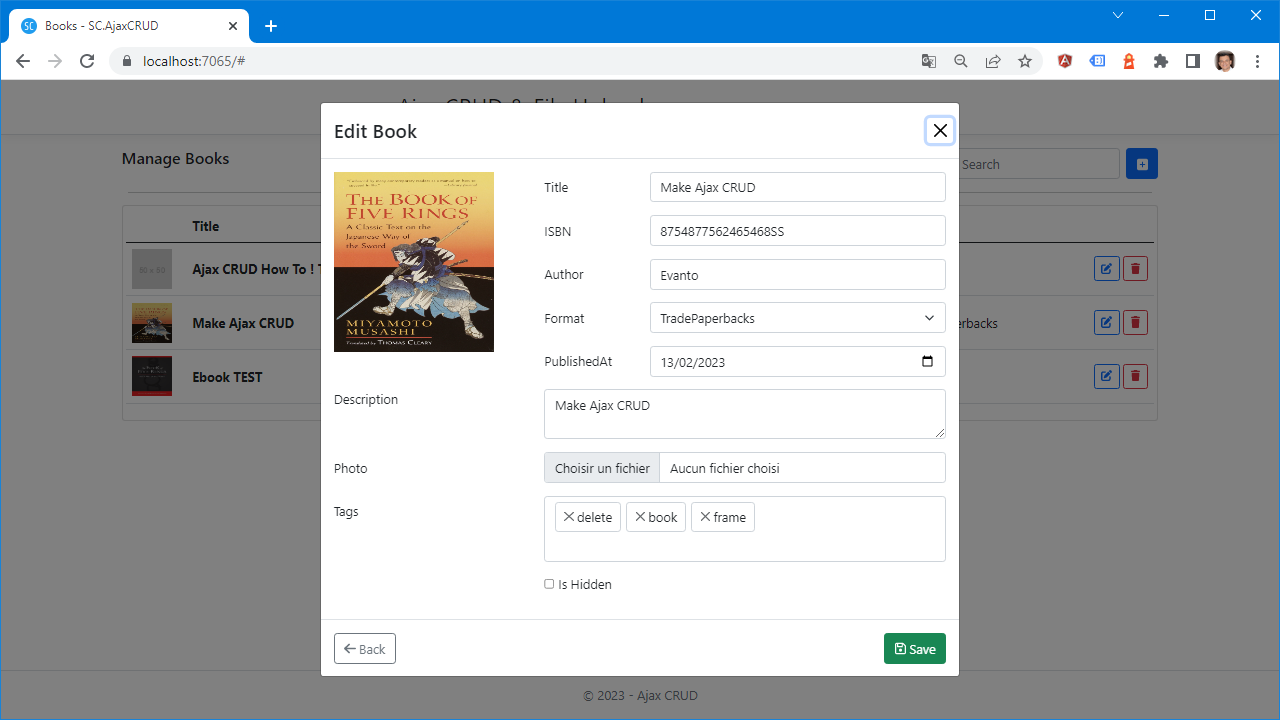 Books - SC.AjaxCRUD
localhost:7065/#
Ajax CRUD & File Upload
Edit Book
Manage Books
Search
THE BOOK OF
FIVE RINGS
A Classic Text on the
Japanese Way of
the Sword
MIYAMOTO
MUSASHI
Translated by THOMAS CLEARY
Title
Make Ajax CRUD
ISBN
8754877562465468SS
Author
Evanto
Format
TradePaperbacks
PublishedAt
13/02/2023
Description
Make Ajax CRUD
Photo
Choisir un fichier
Aucun fichier choisi
Tags
delete
book
frame
Is Hidden
Back
Save
Title
Ajax CRUD How To !
Make Ajax CRUD
Ebook TEST
© 2023 - Ajax CRUD